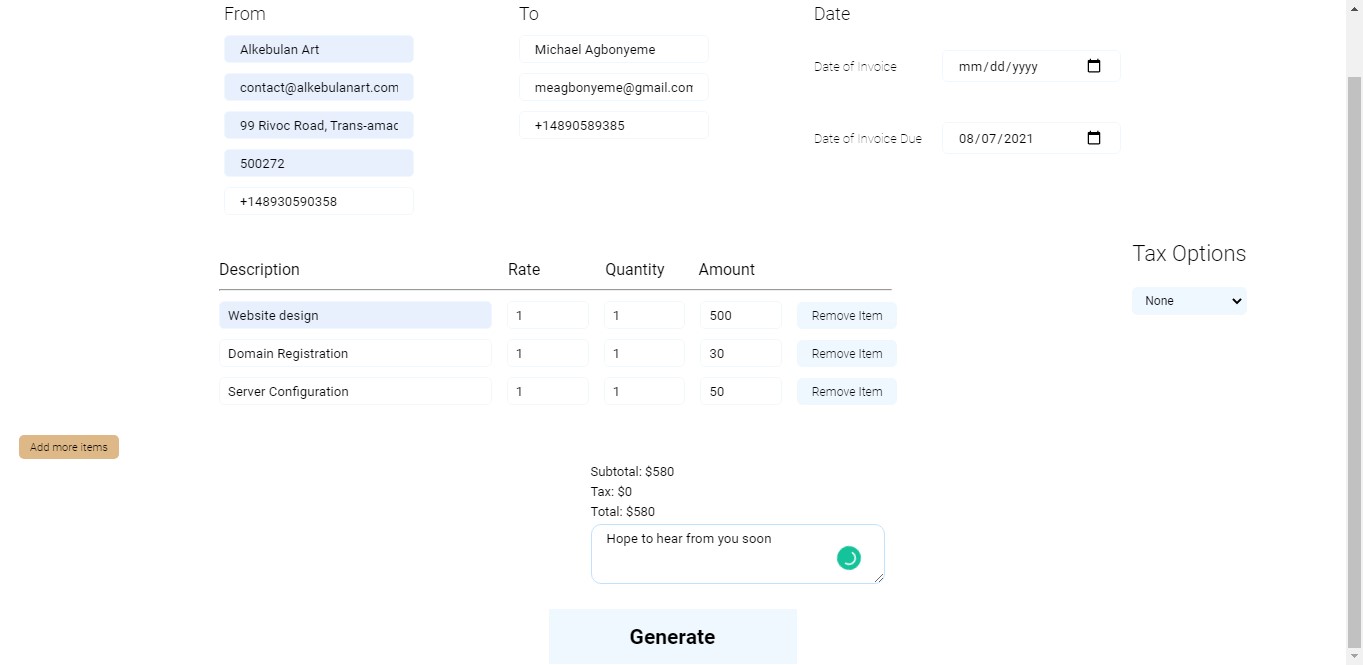 From
To
Date
Alkebulan Art
Michael Agbonyeme
Date of Invoice
mm/dd/yyyy
contact@alkebulanart.com
meagbonyeme@gmail.com
99 Rivoc Road, Trans-amac
+14890589385
Date of Invoice Due
08/07/2021
500272
+148930590358
Tax Options
None
Description Rate Quantity Amount
Website design 1 1 500 Remove Item
Domain Registration 1 1 30 Remove Item
Server Configuration 1 1 50 Remove Item
Add more items
Subtotal: $580
Tax: $0
Total: $580
Hope to hear from you soon
Generate